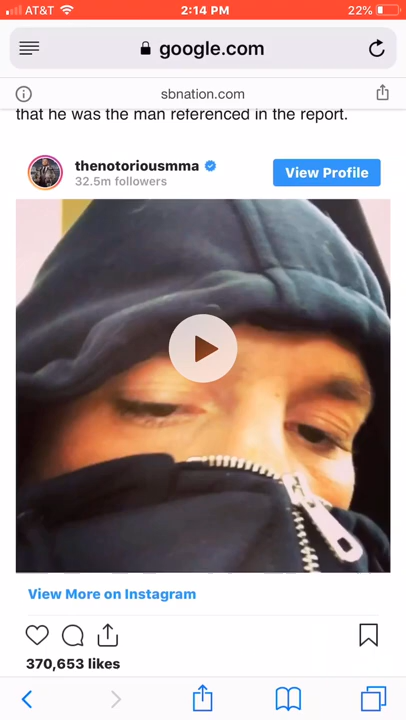 AT&T 2:14 PM 22%
google.com
sbnation.com
that he was the man referenced in the report.
thenotoriousmma
32.5m followers
View Profile
View More on Instagram
370,653 likes